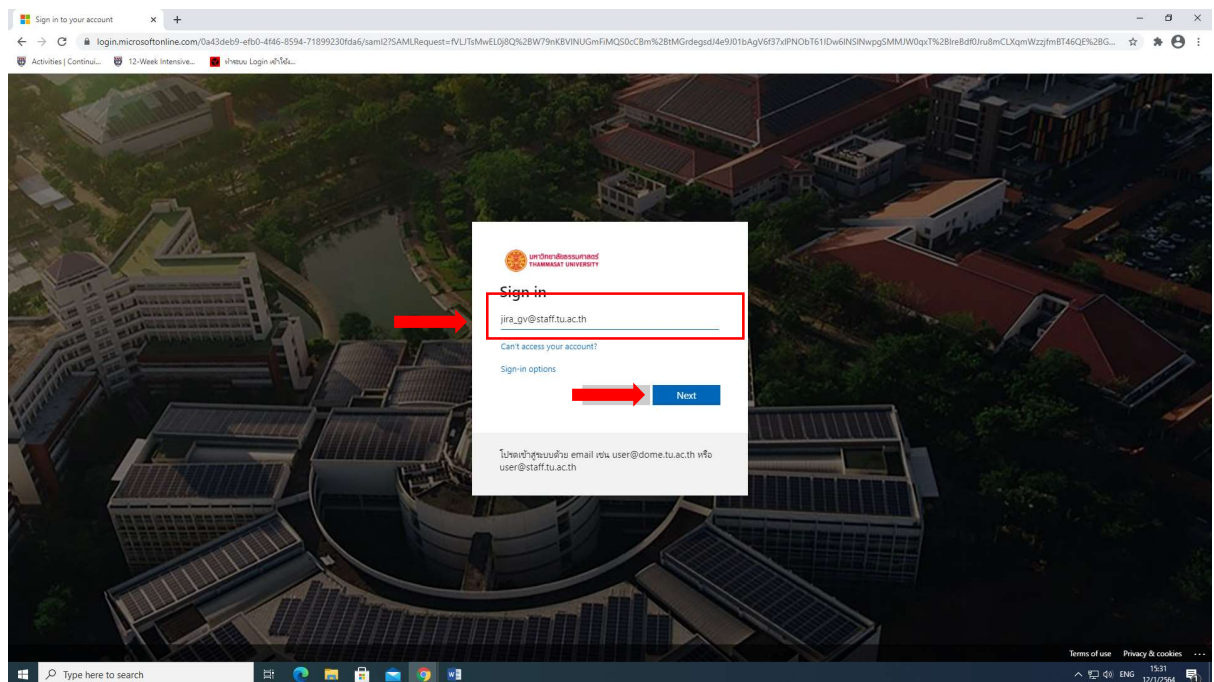 Sign in to your account
login.microsoftonline.com/0a43deb9-efb0-4f46-8594-71899230fda6/saml2?SAMLRequest=
Activities | Continui...
12-Week Intensive...
มหาวิทยาลัยธรรมศาสตร์
THAMMASAT UNIVERSITY
Sign in
jira_gv@staff.tu.ac.th
Can't access your account?
Sign-in options
Next
โปรดเข้าสู่ระบบด้วย email เช่น user@dome.tu.ac.th หรือ
user@staff.tu.ac.th
Terms of use Privacy & cookies ...
Type here to search
ENG
15:31
12/1/2564